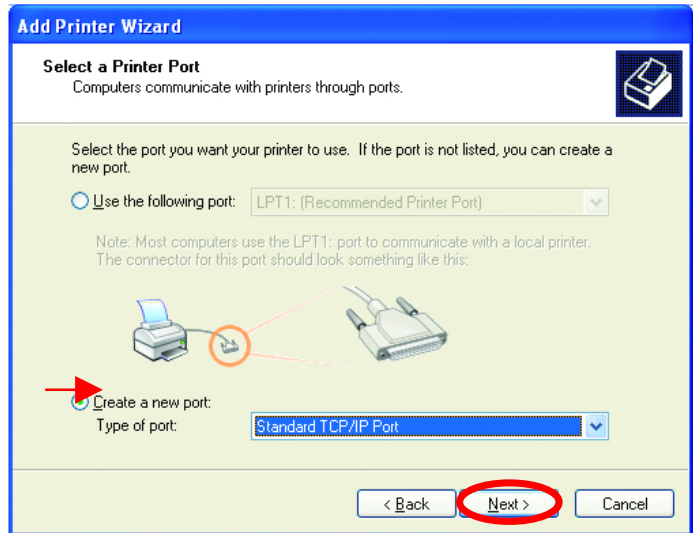 Add Printer Wizard
Select a Printer Port
Computers communicate with printers through ports.
Select the port you want your printer to use. If the port is not listed, you can create a
new port.
Use the following port: LPT1: (Recommended Printer Port)
Note: Most computers use the LPT1: port to communicate with a local printer.
The connector for this port should look something like this:
Create a new port:
Type of port: Standard TCP/IP Port
< Back Next > Cancel